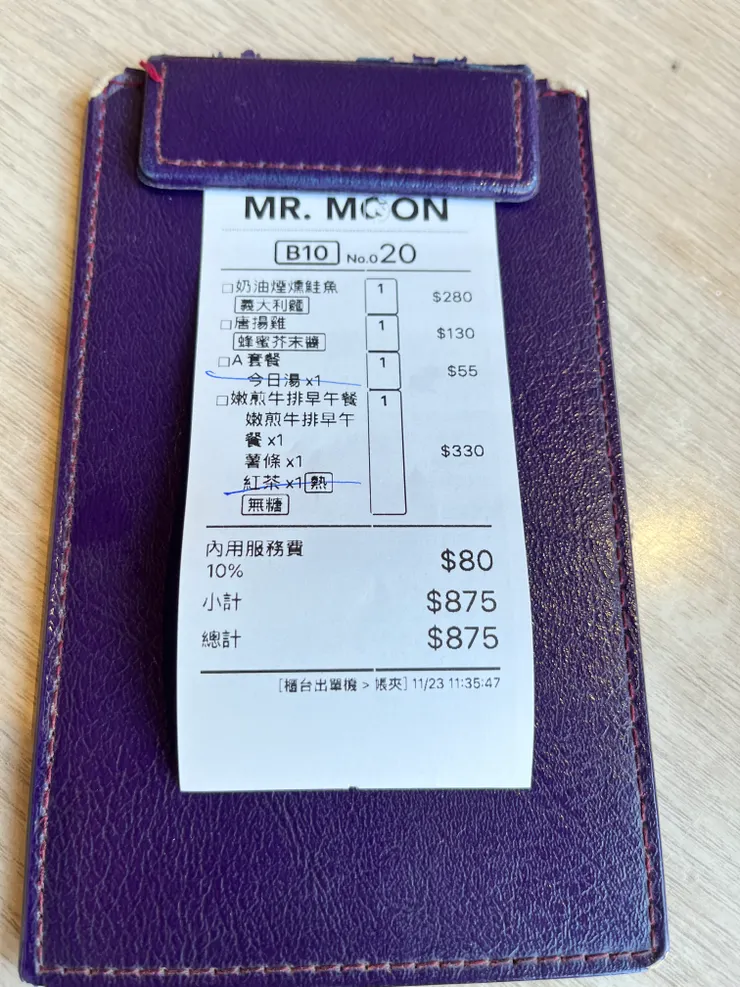 MR. MOON
B10 No.020
□奶油煙燻鮭魚 1 $280
義大利麵
□唐揚雞 1 $130
蜂蜜芥末醬
□A套餐 1 $55
今日湯 x1
□嫩煎牛排早午餐 1
嫩煎牛排早午
餐 x1
薯條 x1 $330
紅茶 x1 熱
無糖
內用服務費 $80
10%
小計 $875
總計 $875
[櫃台出單機 > 帳夾] 11/23 11:35:47